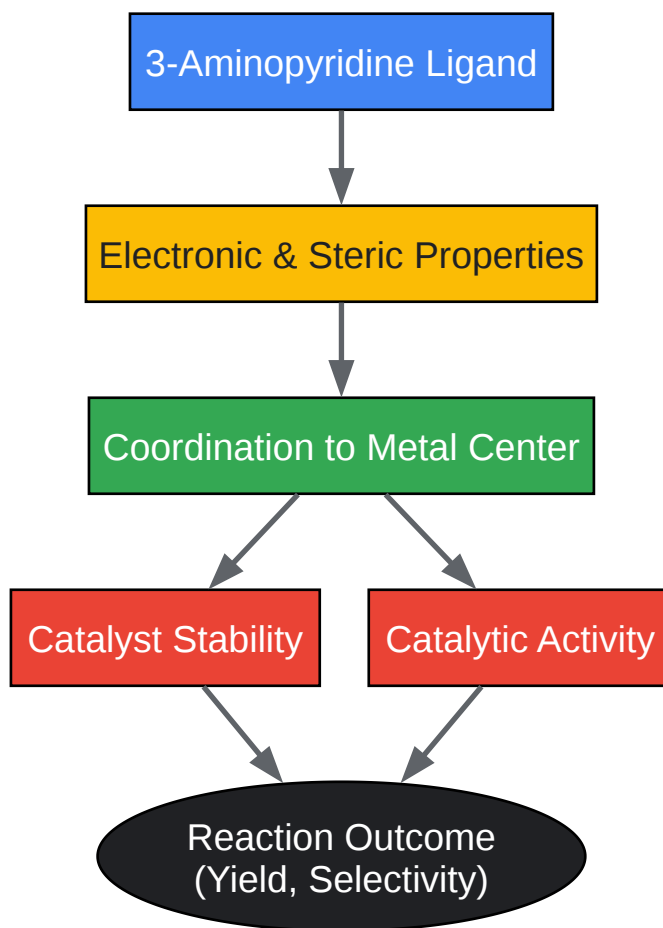 3-Aminopyridine Ligand
Electronic & Steric Properties
Coordination to Metal Center
Catalyst Stability
Catalytic Activity
Reaction Outcome
(Yield, Selectivity)